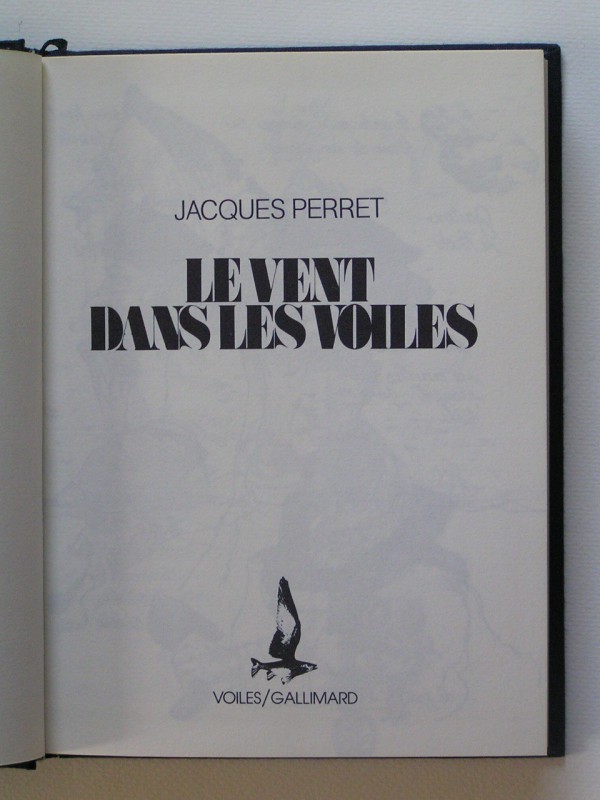 JACQUES PERRET
LE VENT
DANS LES VOILES
VOILES/GALLIMARD